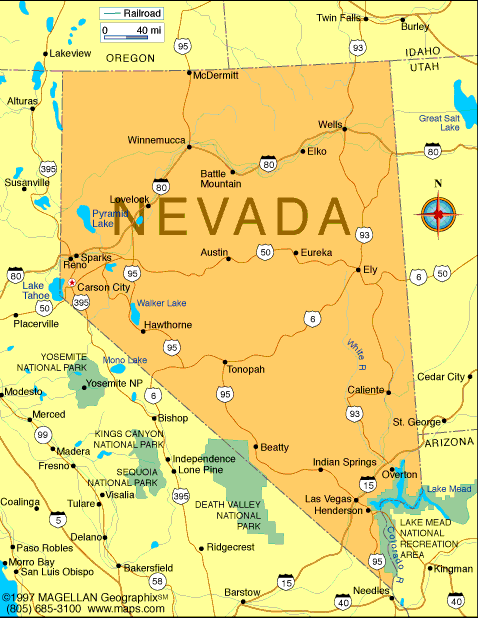 Railroad
0 40 mi
Twin Falls
Burley
95
93
Lakeview
OREGON
IDAHO
UTAH
McDermitt
Alturas
Great Salt
Lake
Wells
Winnemucca
80
Elko
80
395
Battle
Mountain
Susanville
80
N
Lovelock
NEVADA
Pyramid
Lake
93
Austin
50
Eureka
Sparks
Reno
95
Ely
6
50
80
Lake
Tahoe
Carson City
395
50
Walker Lake
Placerville
6
Hawthorne
95
White R
YOSEMITE
NATIONAL PARK
Mono Lake
Tonopah
Cedar City
Yosemite NP
Modesto
6
95
Caliente
93
Merced
Bishop
St. George
99
KINGS CANYON
NATIONAL PARK
ARIZONA
Madera
Beatty
Fresno
Independence
Indian Springs
Lone Pine
Overton
SEQUOIA
NATIONAL PARK
15
Lake Mead
Visalia
395
Las Vegas
Coalinga
Tulare
DEATH VALLEY
NATIONAL
PARK
Henderson
5
LAKE MEAD
NATIONAL
RECREATION
AREA
Delano
Colorado R
Paso Robles
Ridgecrest
95
Morro Bay
San Luis Obispo
Bakersfield
Kingman
58
15
Barstow
Needles
©1997 MAGELLAN Geographix℠
(805) 685-3100 www.maps.com
40
40